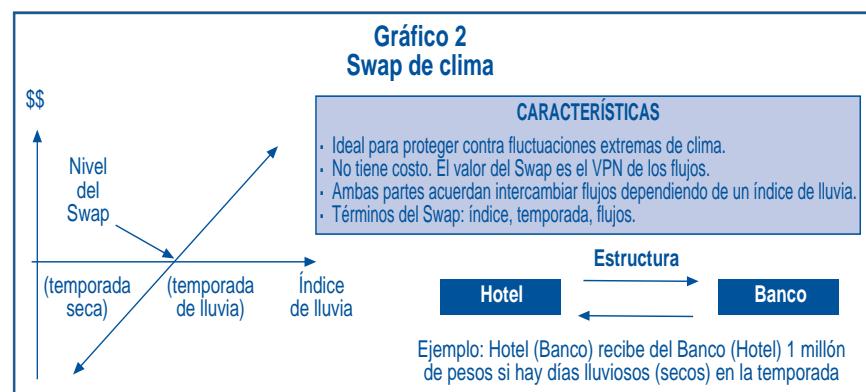 Gráfico 2
Swap de clima
$$
Nivel
del
Swap
(temporada
seca)
(temporada
de lluvia)
Índice
de lluvia
CARACTERÍSTICAS
- Ideal para proteger contra fluctuaciones extremas de clima.
- No tiene costo. El valor del Swap es el VPN de los flujos.
- Ambas partes acuerdan intercambiar flujos dependiendo de un índice de lluvia.
- Términos del Swap: índice, temporada, flujos.
Estructura
Hotel
Banco
Ejemplo: Hotel (Banco) recibe del Banco (Hotel) 1 millón
de pesos si hay días lluviosos (secos) en la temporada